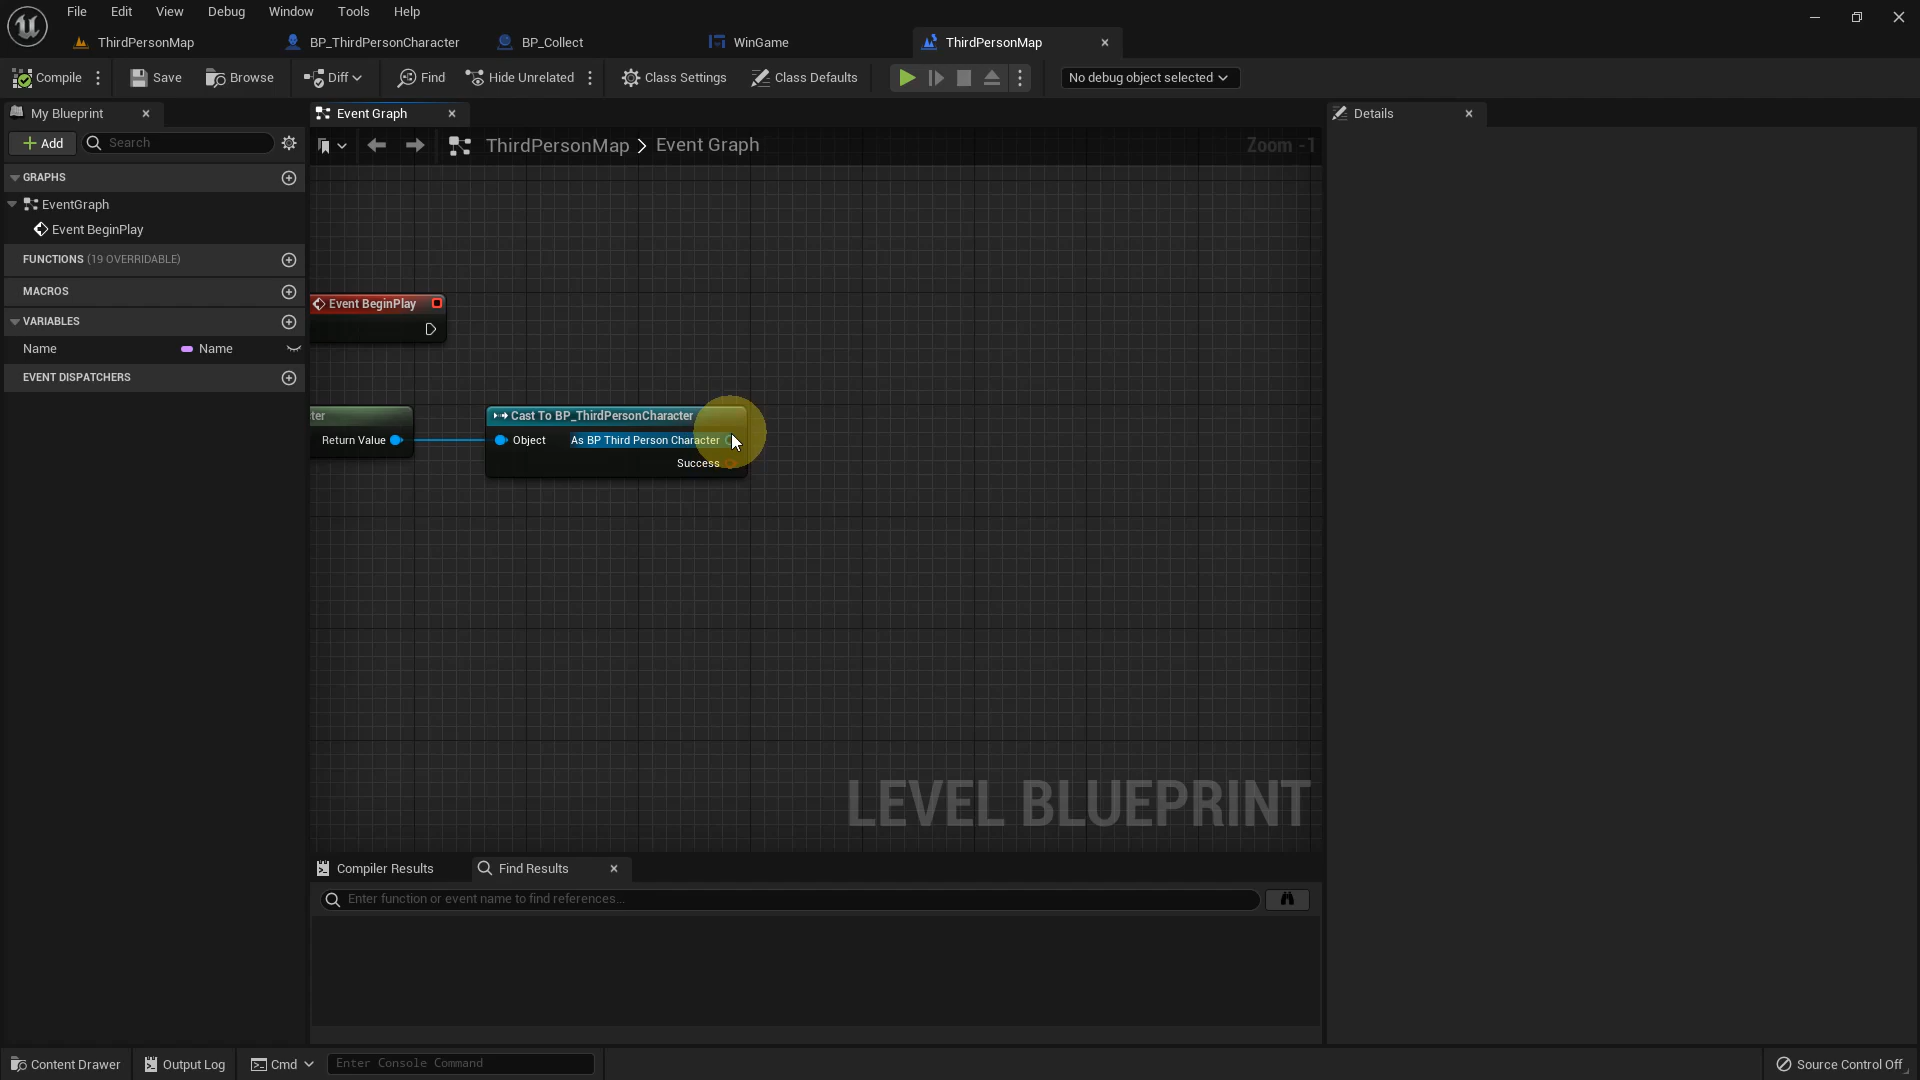 File Edit View Debug Window Tools Help
ThirdPersonMap BP_ThirdPersonCharacter BP_Collect WinGame ThirdPersonMap
Compile Save Browse Diff Find Hide Unrelated Class Settings Class Defaults No debug object selected
My Blueprint Event Graph Details
Add Search ThirdPersonMap > Event Graph Zoom -1
GRAPHS
EventGraph
Event BeginPlay
FUNCTIONS (19 OVERRIDABLE)
MACROS
VARIABLES
Name Name
EVENT DISPATCHERS
Event BeginPlay
ter
Return Value
Cast To BP_ThirdPersonCharacter
Object As BP Third Person Character
Success
LEVEL BLUEPRINT
Compiler Results Find Results
Enter function or event name to find references...
Content Drawer Output Log Cmd Enter Console Command Source Control Off